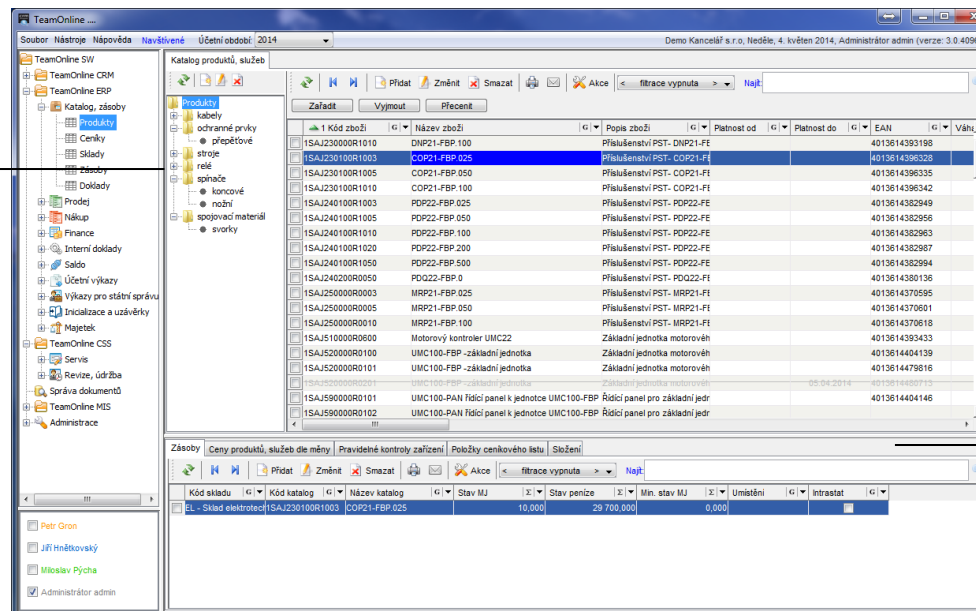 TeamOnline ....
Soubor Nástroje Nápověda Navštívené Účetní období: 2014 Demo Kancelář s.r.o, Neděle, 4. květen 2014, Administrátor admin (verze: 3.0.4096
TeamOnline SW
TeamOnline CRM
TeamOnline ERP
Katalog, zásoby
Produkty
Ceníky
Sklady
Zásoby
Doklady
Prodej
Nákup
Finance
Interní doklady
Saldo
Účetní výkazy
Výkazy pro státní správu
Inicializace a uzávěrky
Majetek
TeamOnline CSS
Servis
Revize, údržba
Správa dokumentů
TeamOnline MIS
Administrace
Petr Gron
Jiří Hnětkovský
Miloslav Pýcha
Administrátor admin
Katalog produktů, služeb
Produkty
kabely
ochranné prvky
přepěťové
stroje
relé
spínače
koncové
nožní
spojovací materiál
svorky
Přidat Změnit Smazat Akce < filtrace vypnuta > Najít:
Zařadit Vyjmout Přecenit
1 Kód zboží G Název zboží G Popis zboží G Platnost od G Platnost do G EAN G Váhu
1SAJ230000R1010 DNP21-FBP.100 Příslušenství PST- DNP21-FE 4013614393198
1SAJ230100R1003 COP21-FBP.025 Příslušenství PST- COP21-FE 4013614396328
1SAJ230100R1005 COP21-FBP.050 Příslušenství PST- COP21-FE 4013614396335
1SAJ230100R1010 COP21-FBP.100 Příslušenství PST- COP21-FE 4013614396342
1SAJ240100R1003 PDP22-FBP.025 Příslušenství PST- PDP22-FE 4013614382949
1SAJ240100R1005 PDP22-FBP.050 Příslušenství PST- PDP22-FE 4013614382956
1SAJ240100R1010 PDP22-FBP.100 Příslušenství PST- PDP22-FE 4013614382963
1SAJ240100R1020 PDP22-FBP.200 Příslušenství PST- PDP22-FE 4013614382987
1SAJ240100R1050 PDP22-FBP.500 Příslušenství PST- PDP22-FE 4013614382994
1SAJ240200R0050 PDQ22-FBP.0 Příslušenství PST- PDQ22-FE 4013614380136
1SAJ250000R0003 MRP21-FBP.025 Příslušenství PST- MRP21-FE 4013614370595
1SAJ250000R0005 MRP21-FBP.050 Příslušenství PST- MRP21-FE 4013614370601
1SAJ250000R0010 MRP21-FBP.100 Příslušenství PST- MRP21-FE 4013614370618
1SAJ510000R0600 Motorový kontroler UMC22 Základní jednotka motorovéh 4013614393433
1SAJ520000R0100 UMC100-FBP -základní jednotka Základní jednotka motorovéh 4013614404139
1SAJ520000R0101 UMC100-FBP -základní jednotka Základní jednotka motorovéh 4013614479816
1SAJ520000R0201 UMC100-FBP -základní jednotka Základní jednotka motorovéh 05.04.2014 4013614480713
1SAJ590000R0101 UMC100-PAN řídící panel k jednotce UMC100-FBP Řídící panel pro základní jedr 4013614404146
1SAJ590000R0102 UMC100-PAN řídící panel k jednotce UMC100-FBP Řídící panel pro základní jedr
Zásoby Ceny produktů, služeb dle měny Pravidelné kontroly zařízení Položky ceníkového listu Složení
Přidat Změnit Smazat Akce < filtrace vypnuta > Najít:
Kód skladu G Kód katalog G Název katalog G Stav MJ Σ Stav peníze Σ Min. stav MJ Σ Umístění G Intrastat G
EL - Sklad elektrotech 1SAJ230100R1003 COP21-FBP.025 10,000 29 700,000 0,000